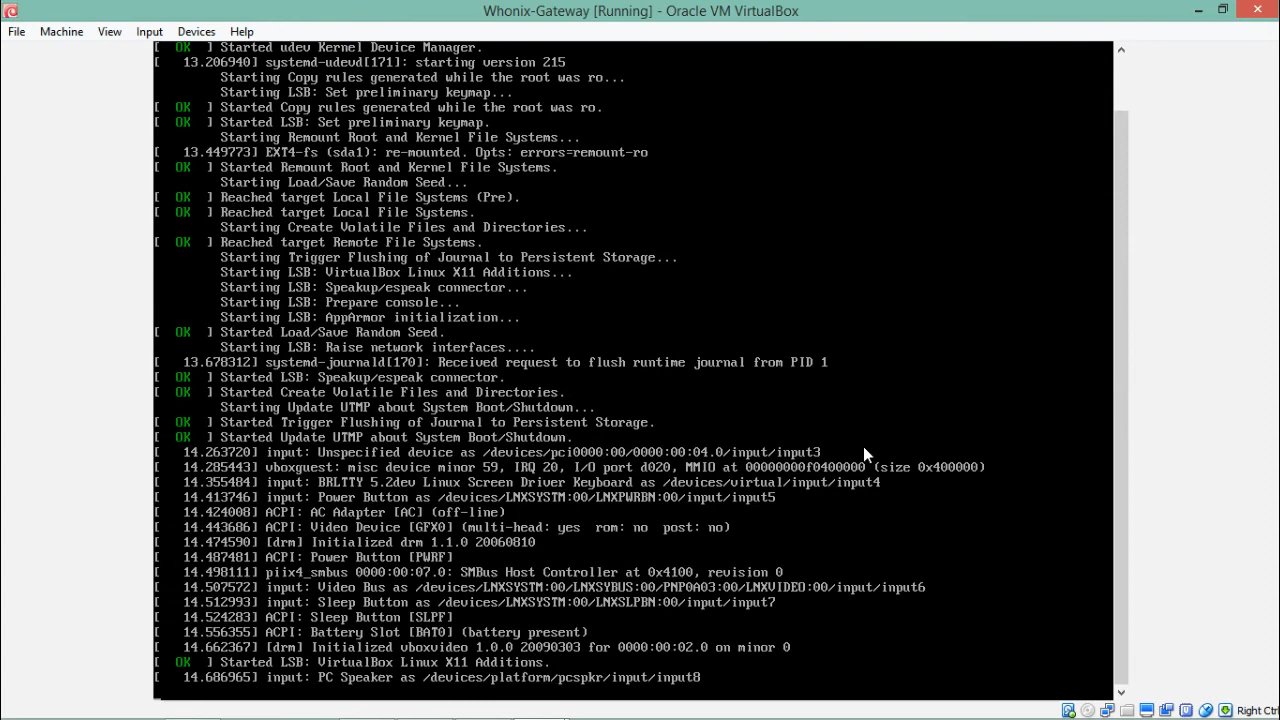 Whonix-Gateway [Running] - Oracle VM VirtualBox
File Machine View Input Devices Help
[  OK  ] Started udev Kernel Device Manager.
[   13.206940] systemd-udevd[171]: starting version 215
         Starting Copy rules generated while the root was ro...
         Starting LSB: Set preliminary keymap...
[  OK  ] Started Copy rules generated while the root was ro.
[  OK  ] Started LSB: Set preliminary keymap.
         Starting Remount Root and Kernel File Systems...
[   13.449773] EXT4-fs (sda1): re-mounted. Opts: errors=remount-ro
[  OK  ] Started Remount Root and Kernel File Systems.
         Starting Load/Save Random Seed...
[  OK  ] Reached target Local File Systems (Pre).
[  OK  ] Reached target Local File Systems.
         Starting Create Volatile Files and Directories...
[  OK  ] Reached target Remote File Systems.
         Starting Trigger Flushing of Journal to Persistent Storage...
         Starting LSB: VirtualBox Linux X11 Additions...
         Starting LSB: Speakup/espeak connector...
         Starting LSB: Prepare console...
         Starting LSB: AppArmor initialization...
[  OK  ] Started Load/Save Random Seed.
         Starting LSB: Raise network interfaces....
[   13.678312] systemd-journald[170]: Received request to flush runtime journal from PID 1
[  OK  ] Started LSB: Speakup/espeak connector.
[  OK  ] Started Create Volatile Files and Directories.
         Starting Update UTMP about System Boot/Shutdown...
[  OK  ] Started Trigger Flushing of Journal to Persistent Storage.
[  OK  ] Started Update UTMP about System Boot/Shutdown.
[   14.263720] input: Unspecified device as /devices/pci0000:00/0000:00:04.0/input/input3
[   14.285443] vboxguest: misc device minor 59, IRQ 20, I/O port d020, MMIO at 00000000f0400000 (size 0x400000)
[   14.355484] input: BRLTTY 5.2dev Linux Screen Driver Keyboard as /devices/virtual/input/input4
[   14.413746] input: Power Button as /devices/LNXSYSTM:00/LNXPWRBN:00/input/input5
[   14.424008] ACPI: AC Adapter [AC] (off-line)
[   14.443686] ACPI: Video Device [GFX0] (multi-head: yes  rom: no  post: no)
[   14.474590] [drm] Initialized drm 1.1.0 20060810
[   14.487481] ACPI: Power Button [PWRF]
[   14.498111] piix4_smbus 0000:00:07.0: SMBus Host Controller at 0x4100, revision 0
[   14.507572] input: Video Bus as /devices/LNXSYSTM:00/LNXSYBUS:00/PNP0A03:00/LNXVIDEO:00/input/input6
[   14.512993] input: Sleep Button as /devices/LNXSYSTM:00/LNXSLPBN:00/input/input7
[   14.524283] ACPI: Sleep Button [SLPF]
[   14.556355] ACPI: Battery Slot [BAT0] (battery present)
[   14.662367] [drm] Initialized vboxvideo 1.0.0 20090303 for 0000:00:02.0 on minor 0
[  OK  ] Started LSB: VirtualBox Linux X11 Additions.
[   14.686965] input: PC Speaker as /devices/platform/pcspkr/input/input8
Right Ctrl